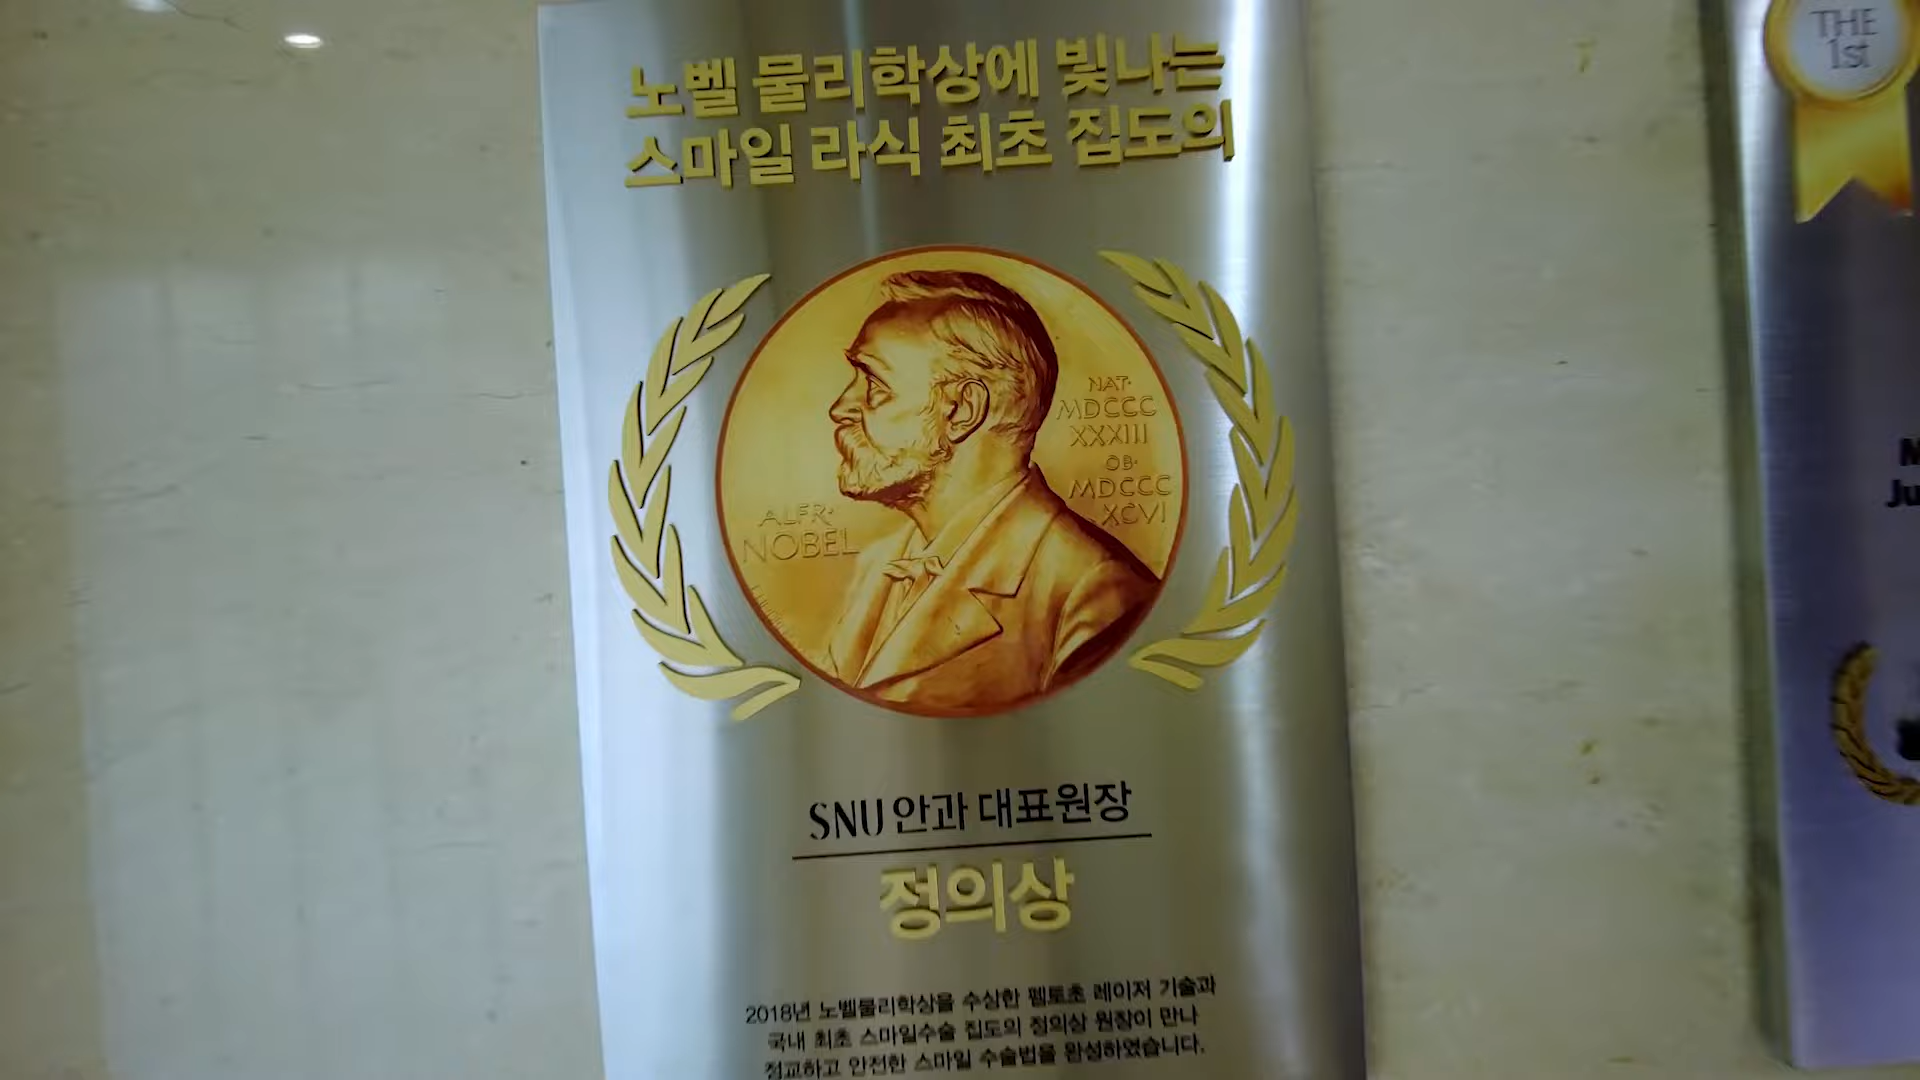 노벨 물리학상에 빛나는
스마일 라식 최초 집도의
NAT·
MDCCC
XXXIII
OB·
MDCCC
XCVI
ALFR·
NOBEL
SNU안과 대표원장
정의상
2018년 노벨물리학상을 수상한 펨토초 레이저 기술과
국내 최초 스마일수술 집도의 정의상 원장이 만나
정교하고 안전한 스마일 수술법을 완성하였습니다.
THE
1st